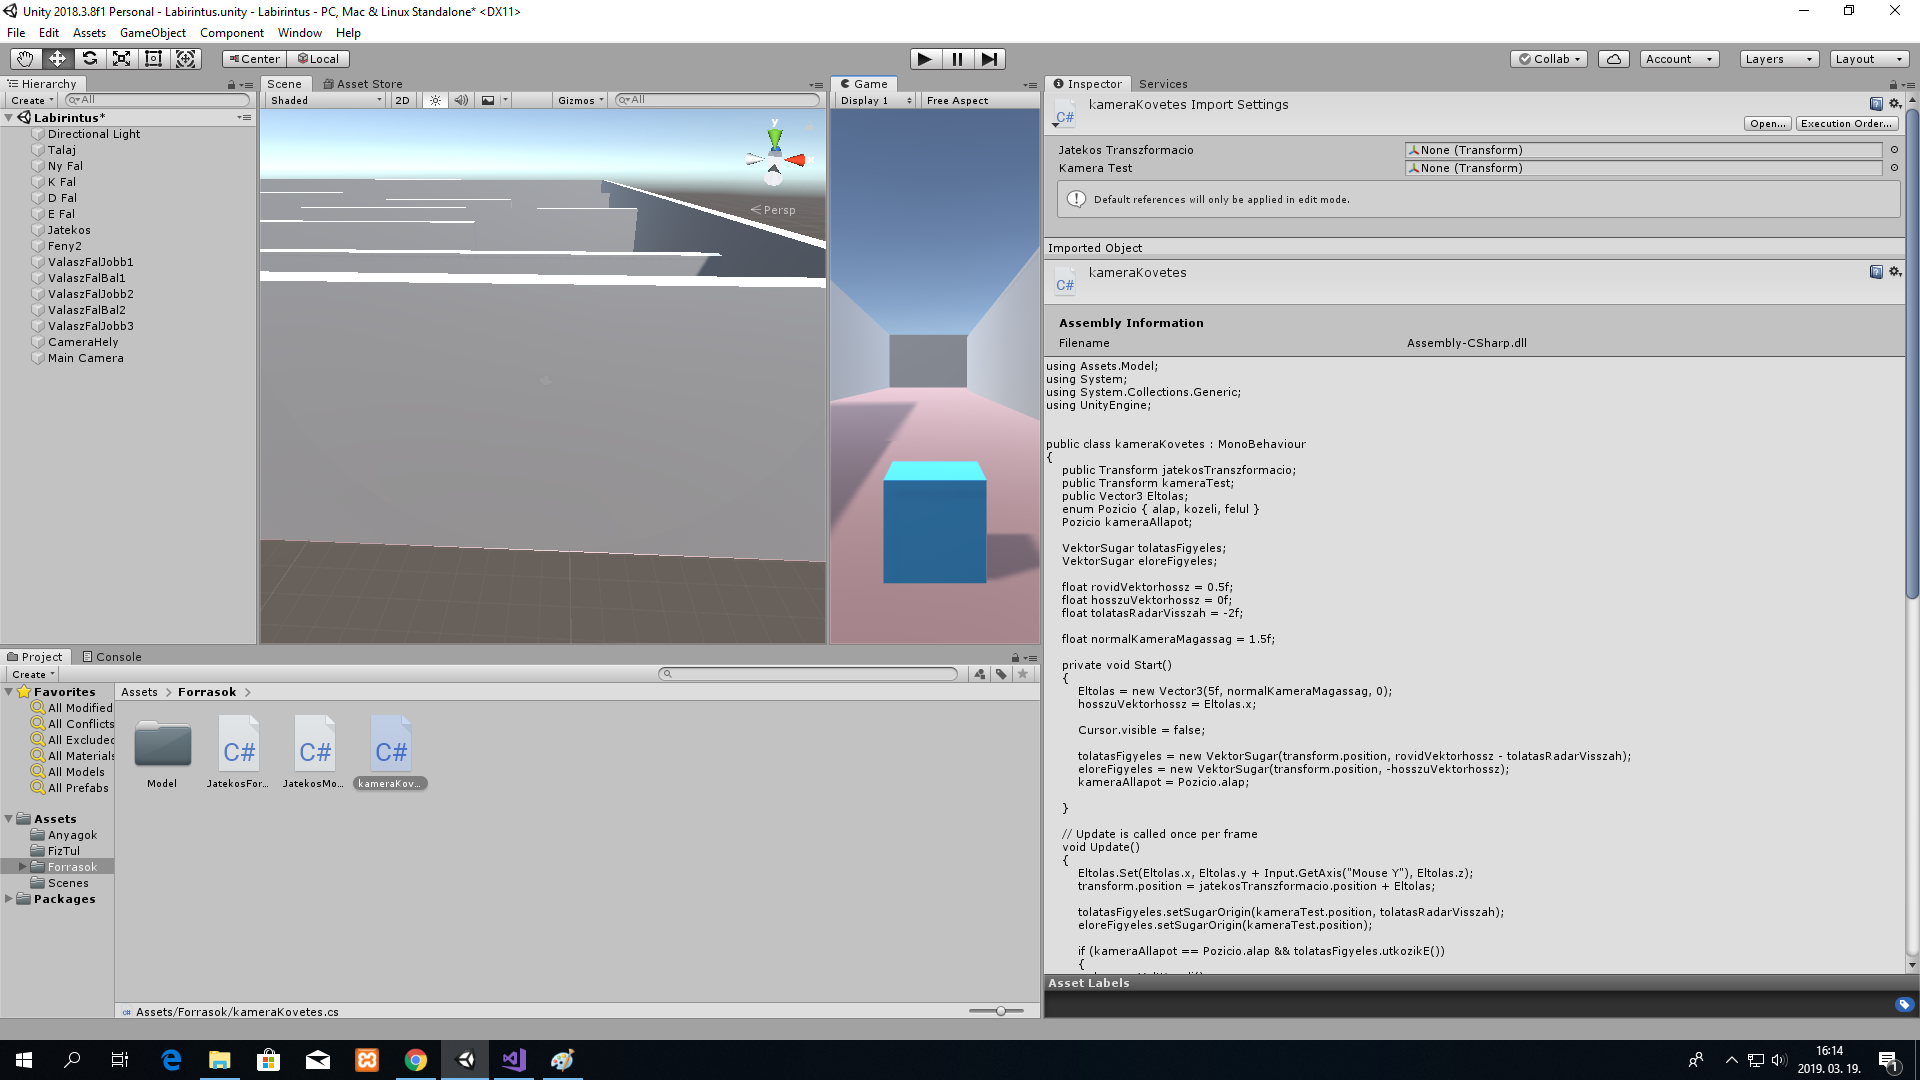 Unity 2018.3.8f1 Personal - Labirintus.unity - Labirintus - PC, Mac & Linux Standalone* <DX11>
File Edit Assets GameObject Component Window Help
Center Local Collab Account Layers Layout
Hierarchy
Create All
Labirintus*
Directional Light
Talaj
Ny Fal
K Fal
D Fal
E Fal
Jatekos
Feny2
ValaszFalJobb1
ValaszFalBal1
ValaszFalJobb2
ValaszFalBal2
ValaszFalJobb3
CameraHely
Main Camera
Scene Asset Store
Shaded 2D Gizmos All
y
Persp
Game
Display 1 Free Aspect
Inspector Services
kameraKovetes Import Settings
C#
Open... Execution Order...
Jatekos Transzformacio None (Transform)
Kamera Test None (Transform)
Default references will only be applied in edit mode.
Imported Object
kameraKovetes
C#
Assembly Information
Filename Assembly-CSharp.dll
using Assets.Model;
using System;
using System.Collections.Generic;
using UnityEngine;
public class kameraKovetes : MonoBehaviour
{
public Transform jatekosTranszformacio;
public Transform kameraTest;
public Vector3 Eltolas;
enum Pozicio { alap, kozeli, felul }
Pozicio kameraAllapot;
VektorSugar tolatasFigyeles;
VektorSugar eloreFigyeles;
float rovidVektorhossz = 0.5f;
float hosszuVektorhossz = 0f;
float tolatasRadarVisszah = -2f;
float normalKameraMagassag = 1.5f;
private void Start()
{
Eltolas = new Vector3(5f, normalKameraMagassag, 0);
hosszuVektorhossz = Eltolas.x;
Cursor.visible = false;
tolatasFigyeles = new VektorSugar(transform.position, rovidVektorhossz - tolatasRadarVisszah);
eloreFigyeles = new VektorSugar(transform.position, -hosszuVektorhossz);
kameraAllapot = Pozicio.alap;
}
// Update is called once per frame
void Update()
{
Eltolas.Set(Eltolas.x, Eltolas.y + Input.GetAxis("Mouse Y"), Eltolas.z);
transform.position = jatekosTranszformacio.position + Eltolas;
tolatasFigyeles.setSugarOrigin(kameraTest.position, tolatasRadarVisszah);
eloreFigyeles.setSugarOrigin(kameraTest.position);
if (kameraAllapot == Pozicio.alap && tolatasFigyeles.utkozikE())
{
Asset Labels
Project Console
Create
Favorites
All Modified
All Conflicts
All Excluded
All Materials
All Models
All Prefabs
Assets
Anyagok
FizTul
Forrasok
Scenes
Packages
Assets > Forrasok >
C# C# C#
Model JatekosFor... JatekosMo... kameraKov...
Assets/Forrasok/kameraKovetes.cs
16:14
2019. 03. 19.
1